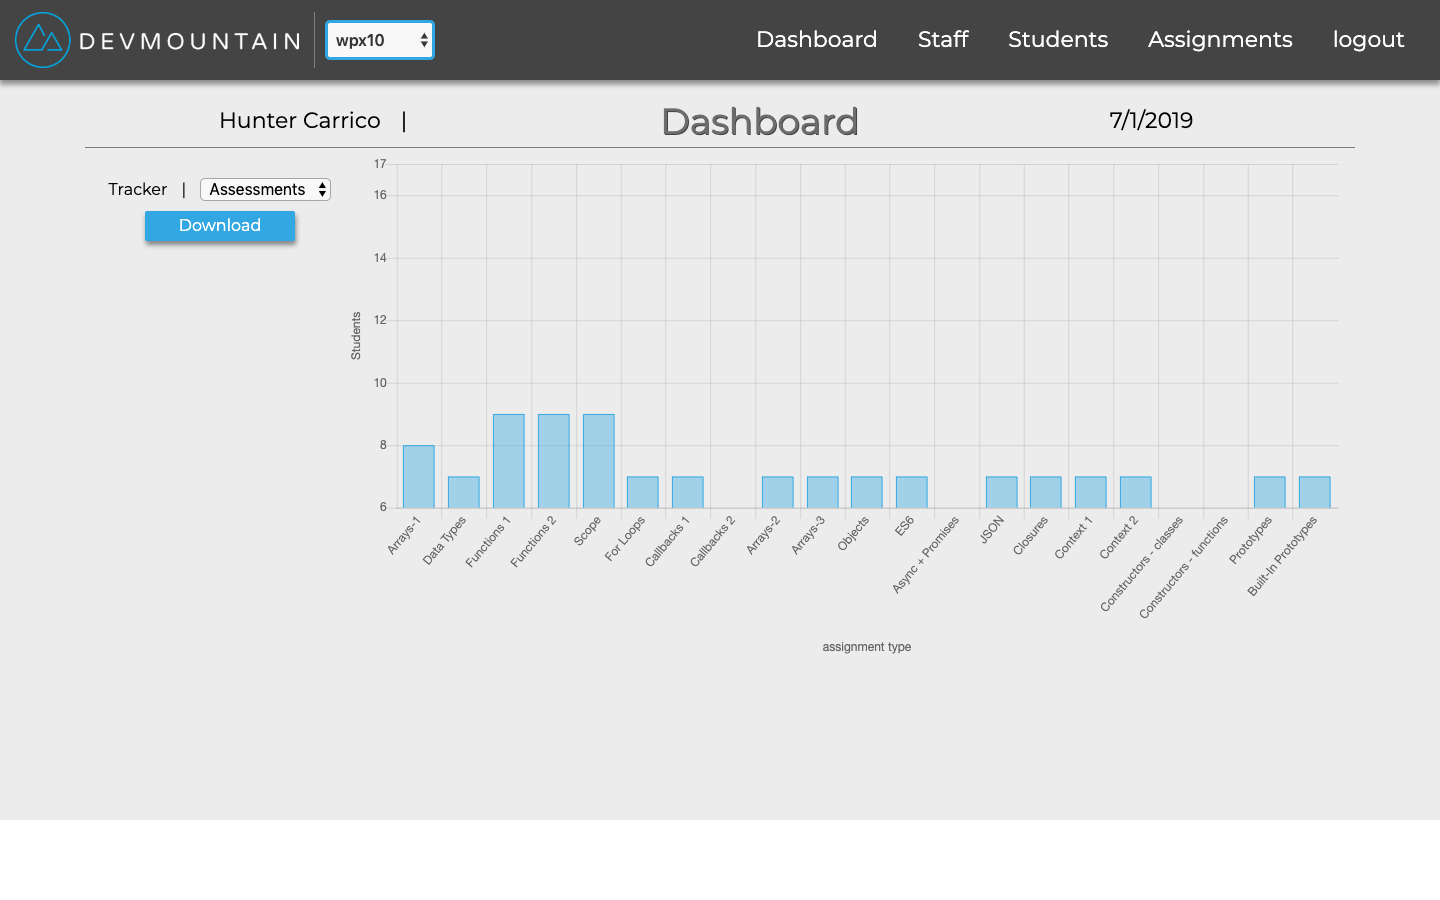 DEVMOUNTAIN
wpx10
Dashboard Staff Students Assignments logout
Hunter Carrico |
Dashboard
7/1/2019
Tracker | Assessments
Download
17
16
14
12
10
8
6
Students
Arrays-1
Data Types
Functions 1
Functions 2
Scope
For Loops
Callbacks 1
Callbacks 2
Arrays-2
Arrays-3
Objects
ES6
Async + Promises
JSON
Closures
Context 1
Context 2
Constructors - classes
Constructors - functions
Prototypes
Built-In Prototypes
assignment type